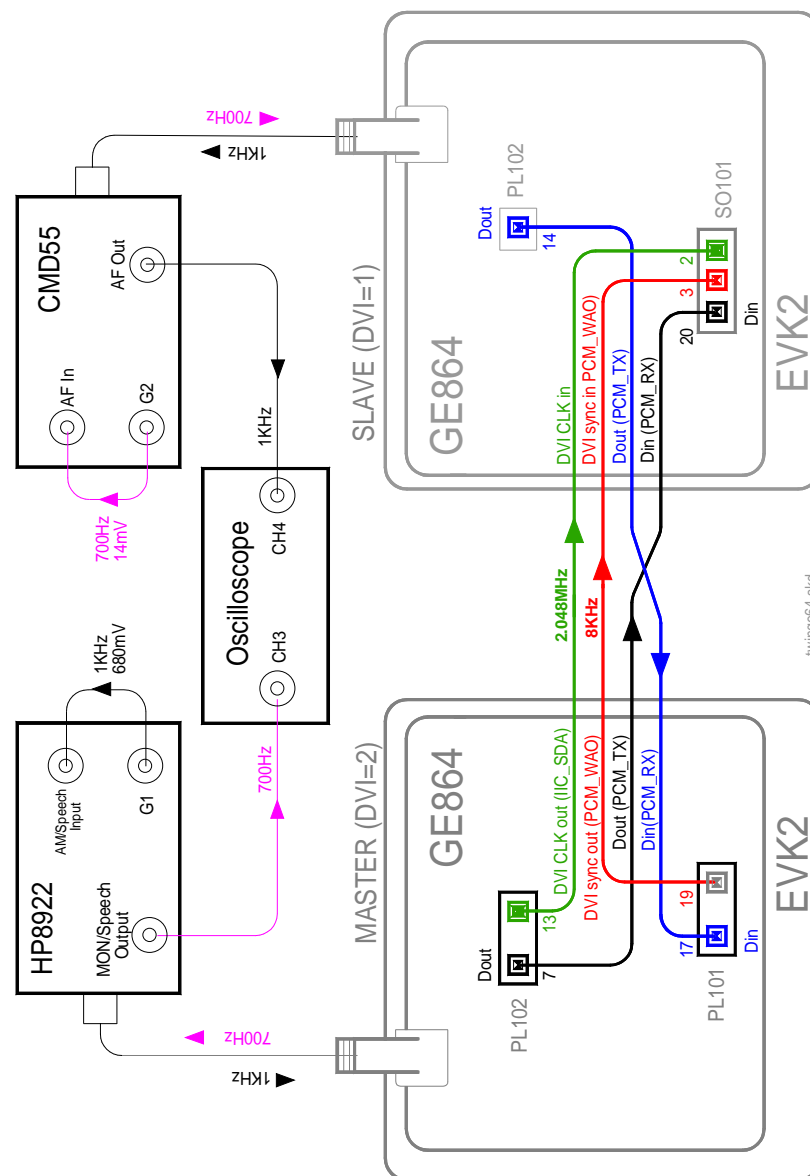 HP8922
AM/Speech
Input
G1
MON/Speech
Output
1KHz
680mV
700Hz
700Hz
1KHz
Oscilloscope
CH3
CH4
CMD55
AF In
G2
AF Out
700Hz
14mV
1KHz
700Hz
1KHz
MASTER (DVI=2)
GE864
EVK2
PL102
Dout
7
13
PL101
Din
17
19
DVI CLK out (IIC_SDA)
DVI sync out (PCM_WAO)
Dout (PCM_TX)
Din(PCM_RX)
2.048MHz
8KHz
SLAVE (DVI=1)
GE864
EVK2
DVI CLK in
DVI sync in PCM_WAO)
Dout (PCM_TX)
Din (PCM_RX)
Dout
PL102
14
SO101
2
3
20
Din